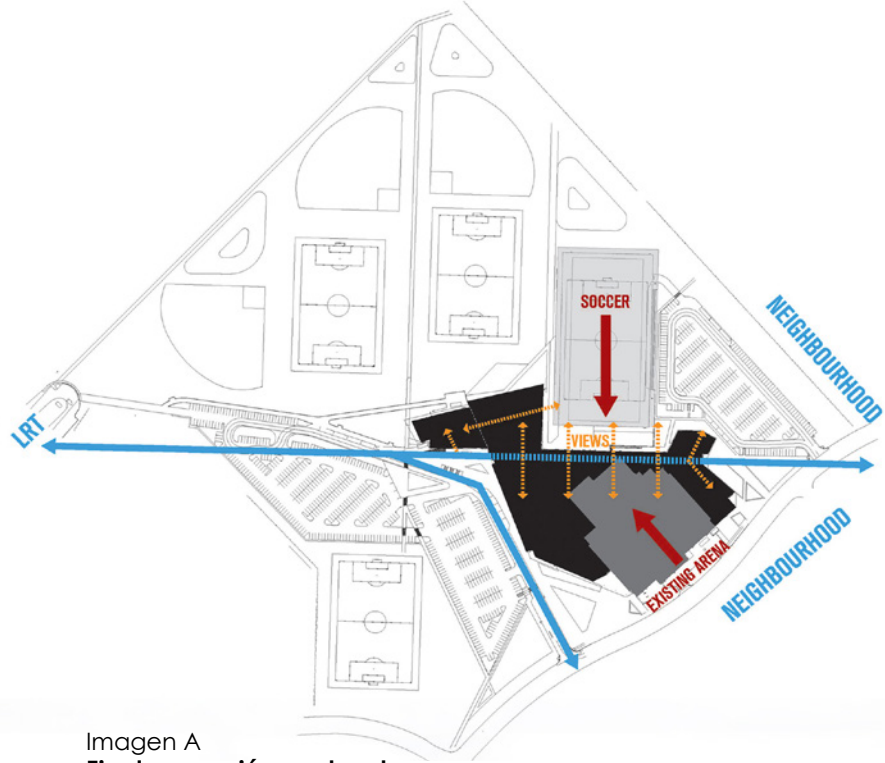 SOCCER
NEIGHBOURHOOD
LRT
VIEWS
NEIGHBOURHOOD
EXISTING ARENA
Imagen A